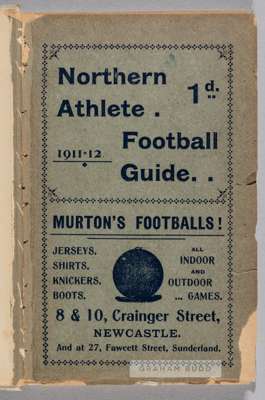 Northern
1d.
Athlete .
1911-12
Football
Guide. .
MURTON'S FOOTBALLS!
JERSEYS.
SHIRTS.
KNICKERS.
BOOTS.
ALL
INDOOR
AND
OUTDOOR
... GAMES.
8 & 10, Crainger Street,
NEWCASTLE.
And at 27, Fawcett Street, Sunderland.
GRAHAM BUDD